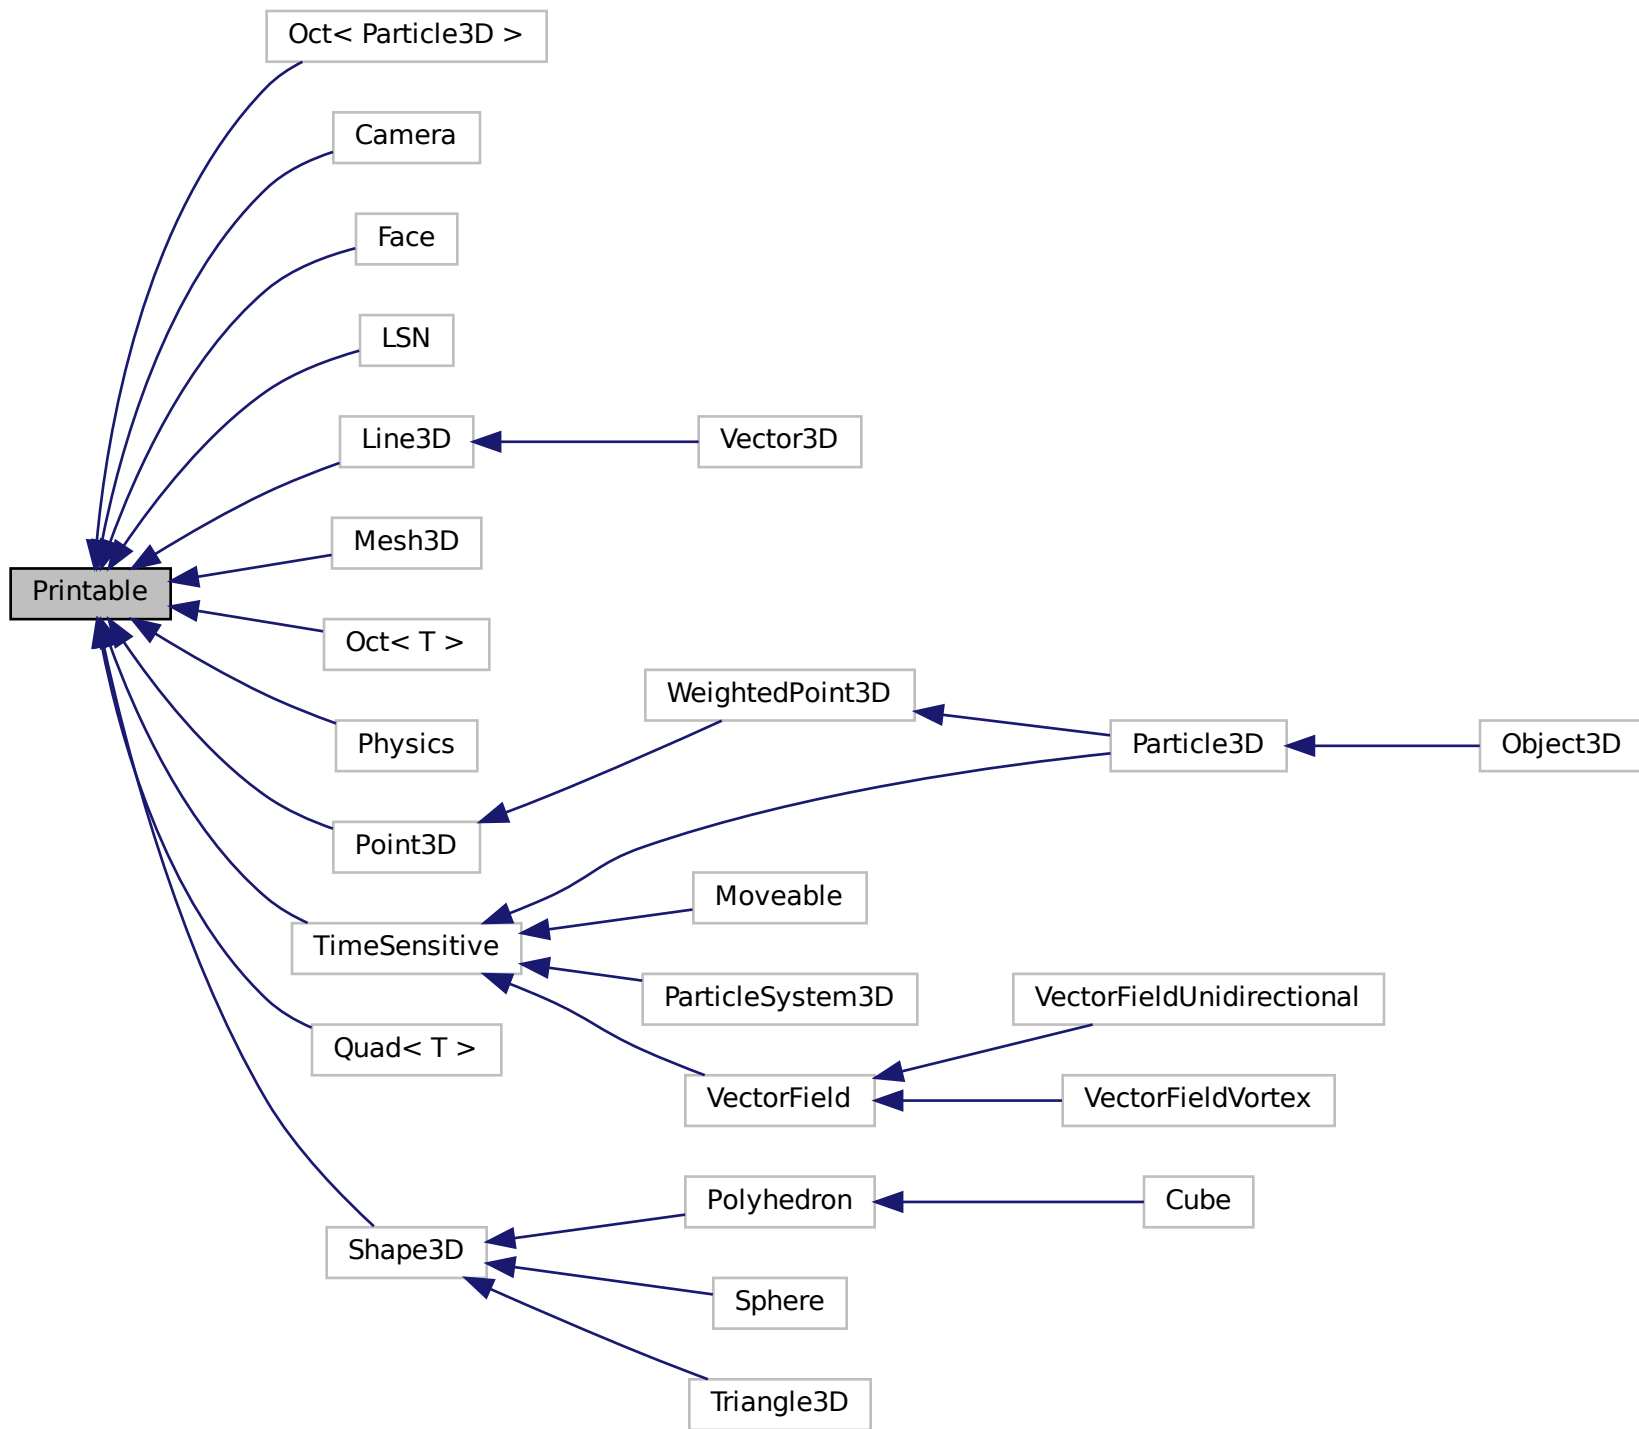 Oct< Particle3D >
Camera
Face
LSN
Line3D
Vector3D
Mesh3D
Printable
Oct< T >
WeightedPoint3D
Physics
Particle3D
Object3D
Point3D
Moveable
TimeSensitive
ParticleSystem3D
VectorFieldUnidirectional
Quad< T >
VectorField
VectorFieldVortex
Polyhedron
Cube
Shape3D
Sphere
Triangle3D